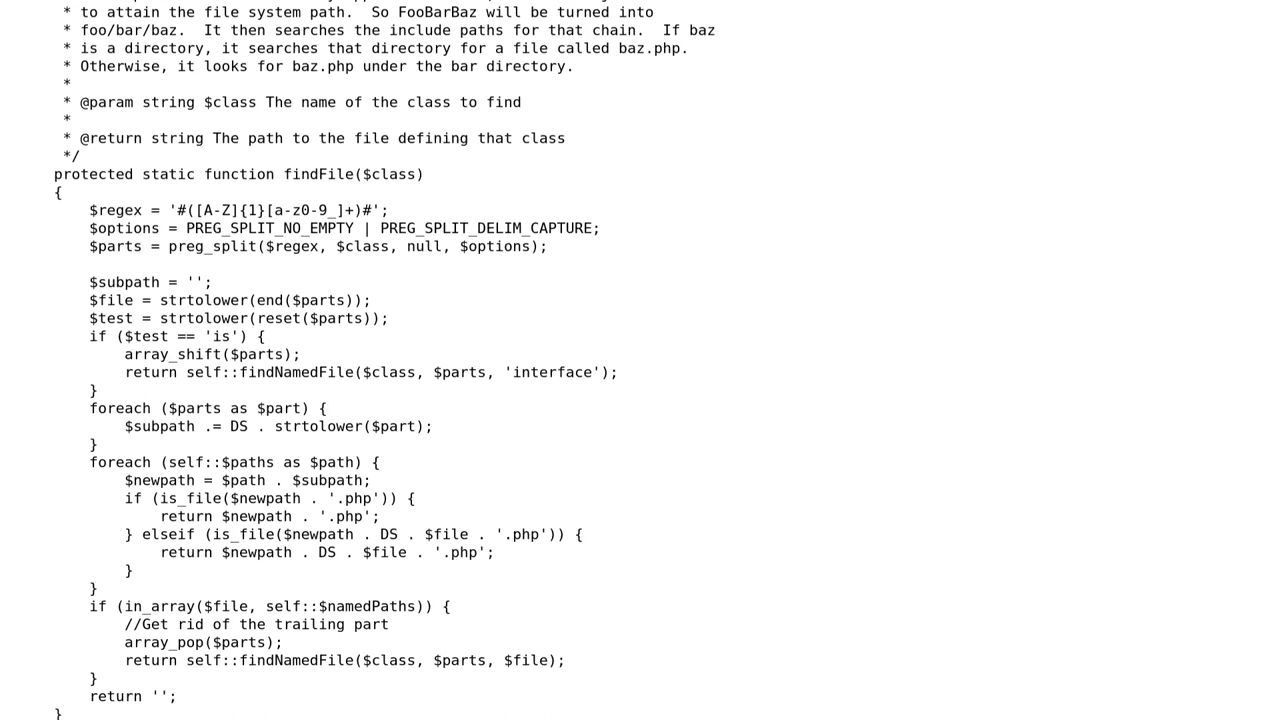 * to attain the file system path.  So FooBarBaz will be turned into
* foo/bar/baz.  It then searches the include paths for that chain.  If baz
* is a directory, it searches that directory for a file called baz.php.
* Otherwise, it looks for baz.php under the bar directory.
*
* @param string $class The name of the class to find
*
* @return string The path to the file defining that class
*/
protected static function findFile($class)
{
    $regex = '#([A-Z]{1}[a-z0-9_]+)#';
    $options = PREG_SPLIT_NO_EMPTY | PREG_SPLIT_DELIM_CAPTURE;
    $parts = preg_split($regex, $class, null, $options);

    $subpath = '';
    $file = strtolower(end($parts));
    $test = strtolower(reset($parts));
    if ($test == 'is') {
        array_shift($parts);
        return self::findNamedFile($class, $parts, 'interface');
    }
    foreach ($parts as $part) {
        $subpath .= DS . strtolower($part);
    }
    foreach (self::$paths as $path) {
        $newpath = $path . $subpath;
        if (is_file($newpath . '.php')) {
            return $newpath . '.php';
        } elseif (is_file($newpath . DS . $file . '.php')) {
            return $newpath . DS . $file . '.php';
        }
    }
    if (in_array($file, self::$namedPaths)) {
        //Get rid of the trailing part
        array_pop($parts);
        return self::findNamedFile($class, $parts, $file);
    }
    return '';
}